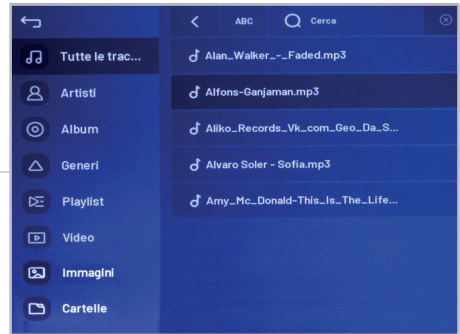 ABC
Cerca
Tutte le trac...
Artisti
Album
Generi
Playlist
Video
Immagini
Cartelle
Alan_Walker_-_Faded.mp3
Alfons-Ganjaman.mp3
Aliko_Records_Vk_com_Geo_Da_S...
Alvaro Soler - Sofia.mp3
Amy_Mc_Donald-This_Is_The_Life...